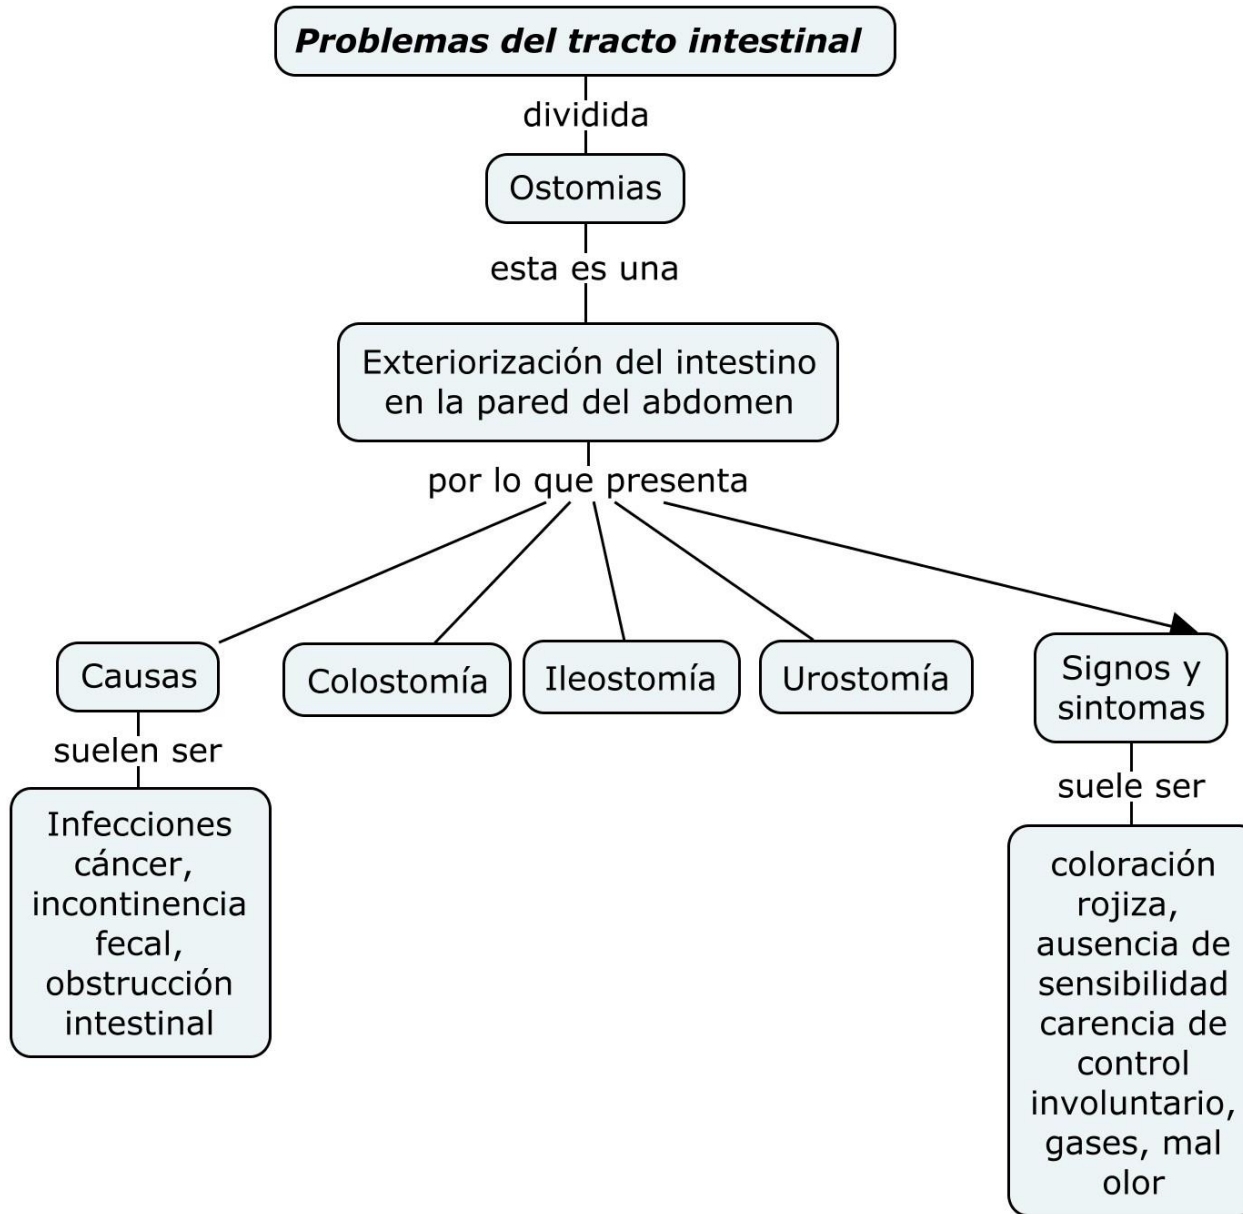 Problemas del tracto intestinal
dividida
Ostomias
esta es una
Exteriorización del intestino
en la pared del abdomen
por lo que presenta
Causas
Colostomía
Ileostomía
Urostomía
Signos y
sintomas
suelen ser
Infecciones
cáncer,
incontinencia
fecal,
obstrucción
intestinal
suele ser
coloración
rojiza,
ausencia de
sensibilidad
carencia de
control
involuntario,
gases, mal
olor